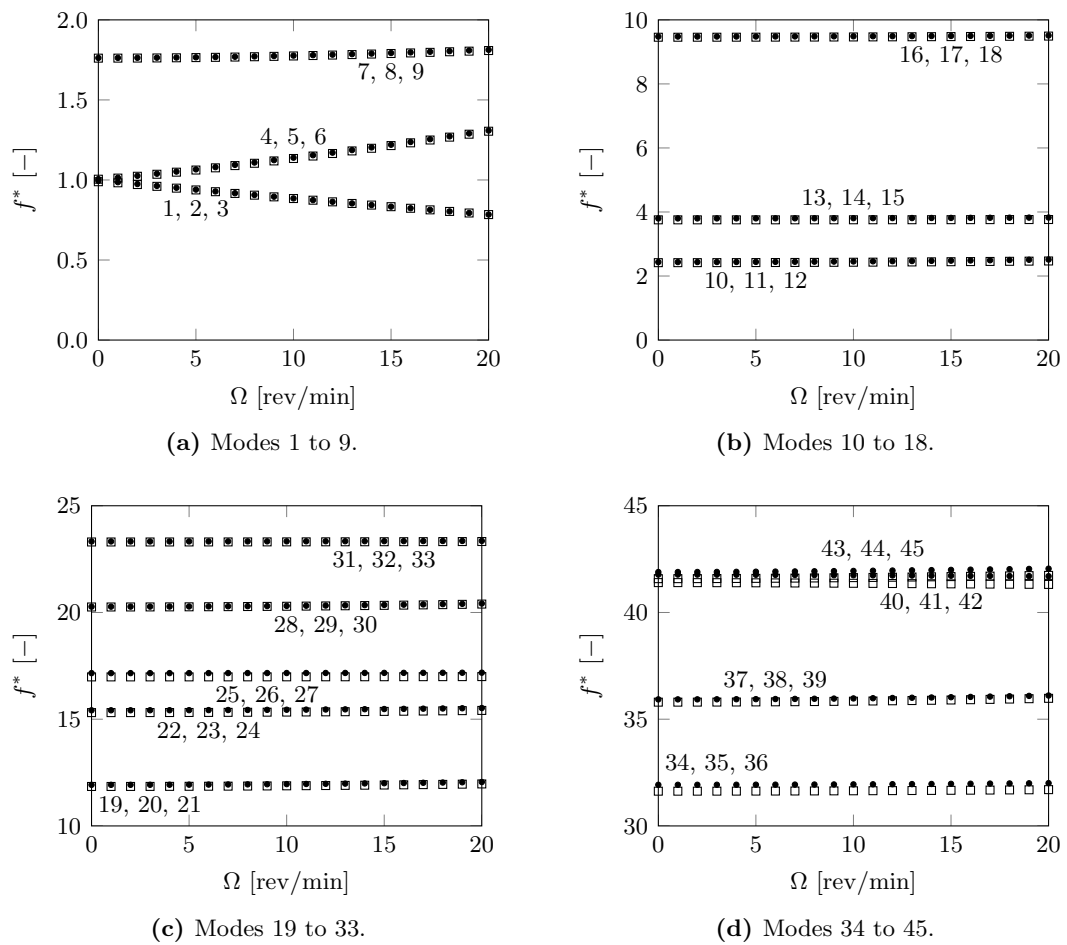 2.0
1.5
1.0
0.5
0.0
f* [−]
7, 8, 9
4, 5, 6
1, 2, 3
0 5 10 15 20
Ω [rev/min]
(a) Modes 1 to 9.
10
8
6
4
2
0
f* [−]
16, 17, 18
13, 14, 15
10, 11, 12
0 5 10 15 20
Ω [rev/min]
(b) Modes 10 to 18.
25
20
15
10
f* [−]
31, 32, 33
28, 29, 30
25, 26, 27
22, 23, 24
19, 20, 21
0 5 10 15 20
Ω [rev/min]
(c) Modes 19 to 33.
45
40
35
30
f* [−]
43, 44, 45
40, 41, 42
37, 38, 39
34, 35, 36
0 5 10 15 20
Ω [rev/min]
(d) Modes 34 to 45.